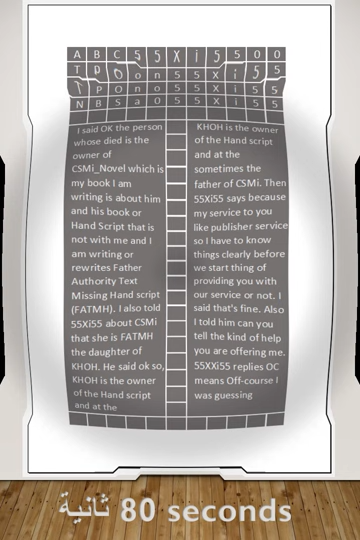 A B C 5 5 X i 5 5 0 0
T P O o n 5 5 X i 5 5
T P O n o 5 5 X i 5 5
N B S a 0 5 5 X i 5 5
I said OK the person
whose died is the
owner of
CSMi_Novel which is
my book I am
writing is about him
and his book or
Hand Script that is
not with me and I
am writing or
rewrites Father
Authority Text
Missing Hand script
(FATMH). I also told
55Xi55 about CSMi
that she is FATMH
the daughter of
KHOH. He said ok so,
KHOH is the owner
of the Hand script
and at the
KHOH is the owner
of the Hand script
and at the
sometimes the
father of CSMi. Then
55Xi55 says because
my service to you
like publisher service
so I have to know
things clearly before
we start thing of
providing you with
our service or not. I
said that's fine. Also
I told him can you
tell the kind of help
you are offering me.
55XXi55 replies OC
means Off-course I
was guessing
80 seconds ثانية